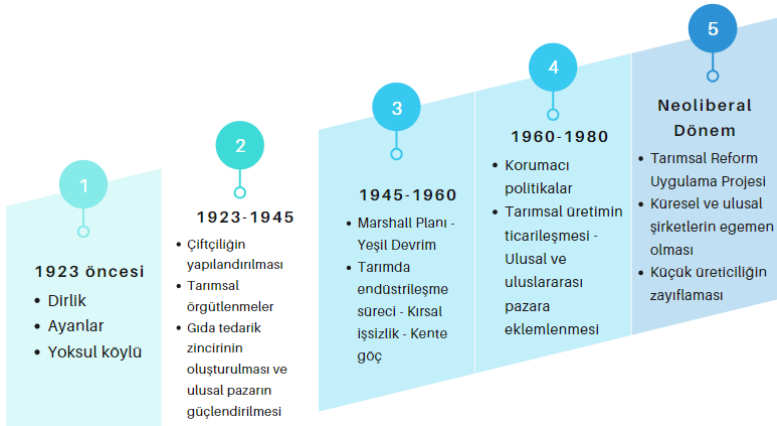 1
1923 öncesi
• Dirlik
• Ayanlar
• Yoksul köylü
2
1923-1945
• Çiftçiliğin
yapılandırılması
• Tarımsal
örgütlenmeler
• Gıda tedarik
zincirinin
oluşturulması ve
ulusal pazarın
güçlendirilmesi
3
1945-1960
• Marshall Planı -
Yeşil Devrim
• Tarımda
endüstrileşme
süreci - Kırsal
işsizlik - Kente
göç
4
1960-1980
• Korumacı
politikalar
• Tarımsal üretimin
ticarileşmesi -
Ulusal ve
uluslararası
pazara
eklemlenmesi
5
Neoliberal
Dönem
• Tarımsal Reform
Uygulama Projesi
• Küresel ve ulusal
şirketlerin egemen
olması
• Küçük üreticiliğin
zayıflaması